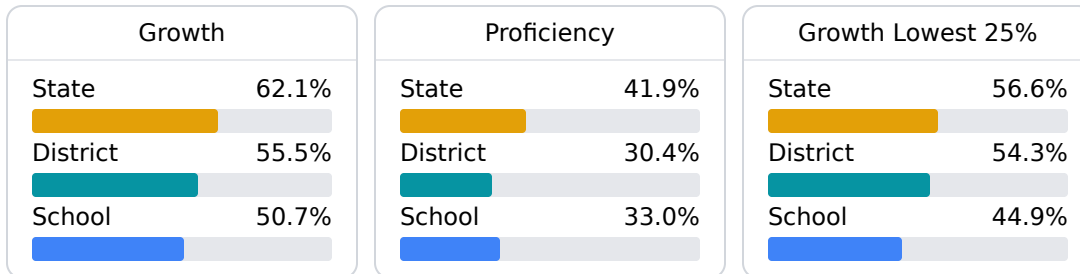 Growth
State 62.1%
District 55.5%
School 50.7%
Proficiency
State 41.9%
District 30.4%
School 33.0%
Growth Lowest 25%
State 56.6%
District 54.3%
School 44.9%